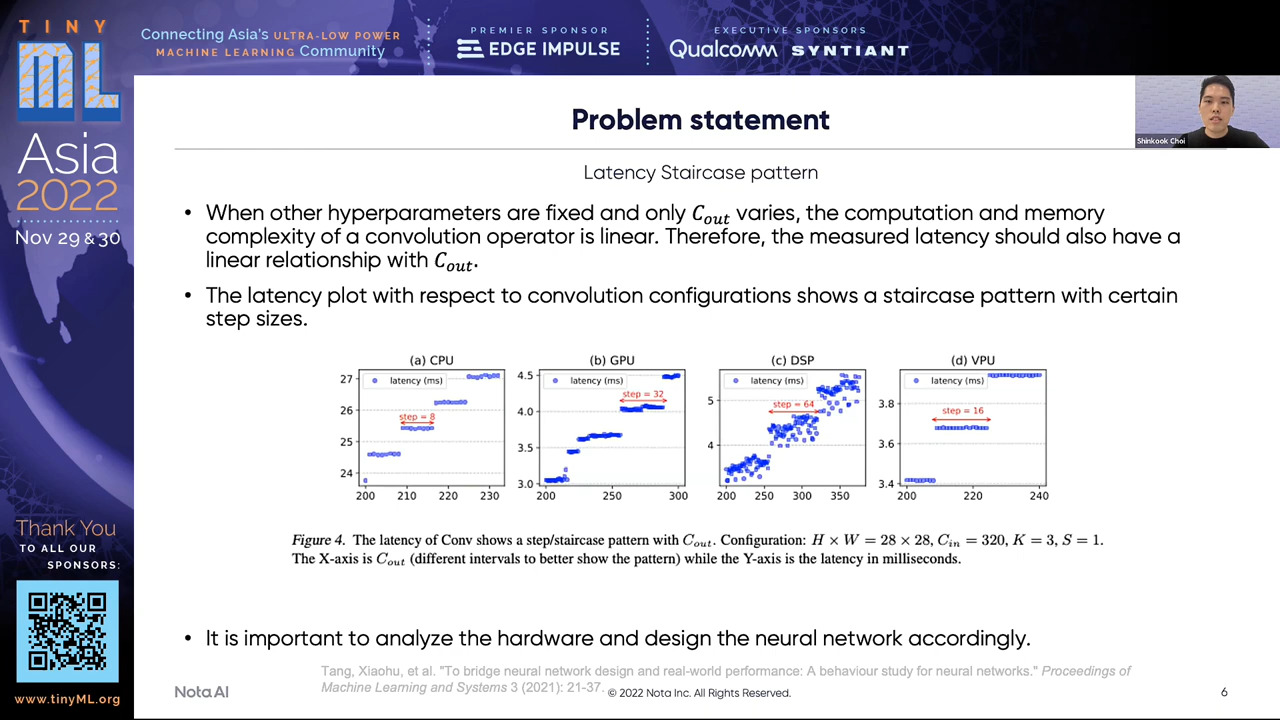 TINY
ML
Asia
2022
Nov 29 & 30
Connecting Asia's ULTRA-LOW POWER
MACHINE LEARNING Community
PREMIER SPONSOR
EDGE IMPULSE
EXECUTIVE SPONSORS
Qualcomm SYNTIANT
Shinkook Choi
Problem statement
Latency Staircase pattern
• When other hyperparameters are fixed and only C_out varies, the computation and memory
complexity of a convolution operator is linear. Therefore, the measured latency should also have a
linear relationship with C_out.
• The latency plot with respect to convolution configurations shows a staircase pattern with certain
step sizes.
(a) CPU
latency (ms)
step = 8
27
26
25
24
200 210 220 230
(b) GPU
latency (ms)
step = 32
4.5
4.0
3.5
3.0
200 250 300
(c) DSP
latency (ms)
step = 64
5
4
200 250 300 350
(d) VPU
latency (ms)
step = 16
3.8
3.6
3.4
200 220 240
Figure 4. The latency of Conv shows a step/staircase pattern with C_out. Configuration: H × W = 28 × 28, C_in = 320, K = 3, S = 1.
The X-axis is C_out (different intervals to better show the pattern) while the Y-axis is the latency in milliseconds.
• It is important to analyze the hardware and design the neural network accordingly.
Tang, Xiaohu, et al. "To bridge neural network design and real-world performance: A behaviour study for neural networks." Proceedings of
Machine Learning and Systems 3 (2021): 21-37.
Nota AI
© 2022 Nota Inc. All Rights Reserved.
6
Thank You
TO ALL OUR
SPONSORS:
www.tinyML.org